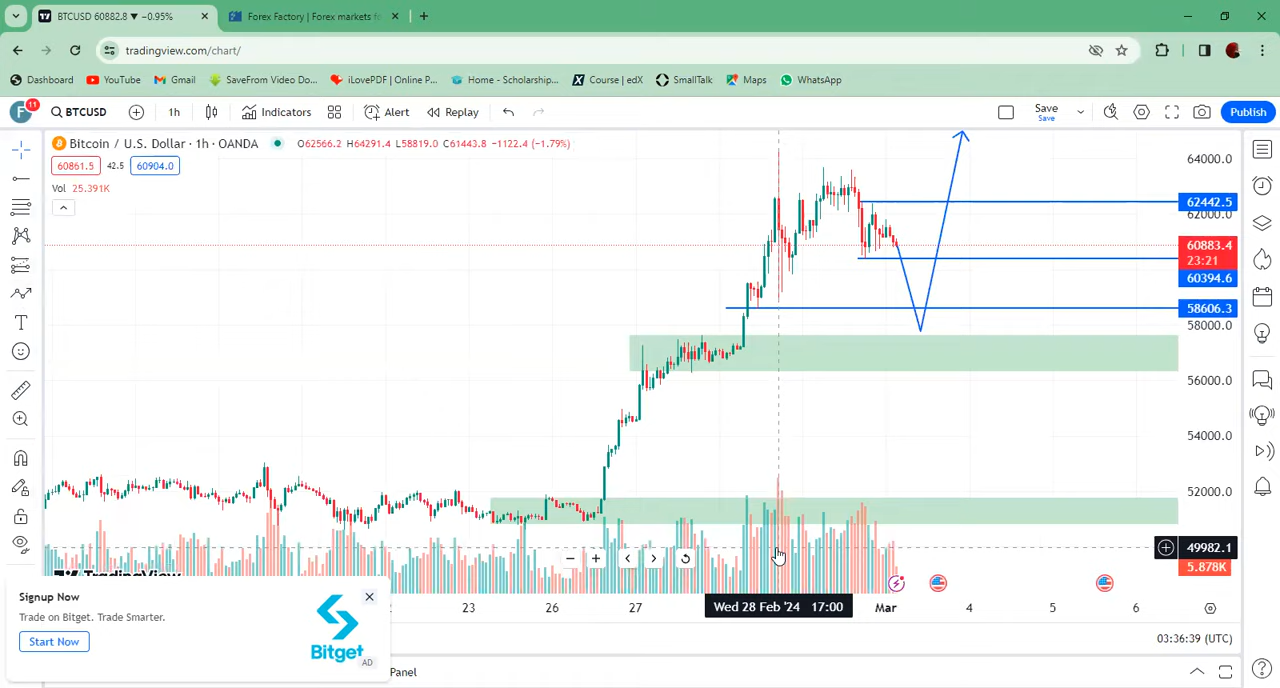 BTCUSD 60882.8 ▼ −0.95%
Forex Factory | Forex markets f
tradingview.com/chart/
Dashboard YouTube Gmail SaveFrom Video Do... iLovePDF | Online P... Home - Scholarship... Course | edX SmallTalk Maps WhatsApp
F 11 BTCUSD 1h Indicators Alert Replay Save Save Publish
Bitcoin / U.S. Dollar · 1h · OANDA O62566.2 H64291.4 L58819.0 C61443.8 −1122.4 (−1.79%)
60861.5 42.5 60904.0
Vol 25.391K
64000.0
62442.5
62000.0
60883.4
23:21
60394.6
58606.3
58000.0
56000.0
54000.0
52000.0
49982.1
5.878K
TradingView
23 26 27 Wed 28 Feb '24 17:00 Mar 4 5 6
03:36:39 (UTC)
Panel
Signup Now
Trade on Bitget. Trade Smarter.
Start Now
Bitget
AD